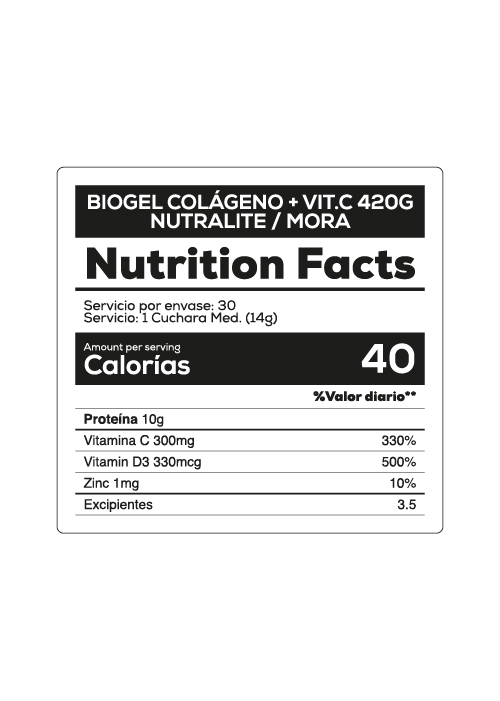 BIOGEL COLÁGENO + VIT.C 420G
NUTRALITE / MORA
Nutrition Facts
Servicio por envase: 30
Servicio: 1 Cuchara Med. (14g)
Amount per serving
Calorías 40
%Valor diario**
Proteína 10g
Vitamina C 300mg 330%
Vitamin D3 330mcg 500%
Zinc 1mg 10%
Excipientes 3.5